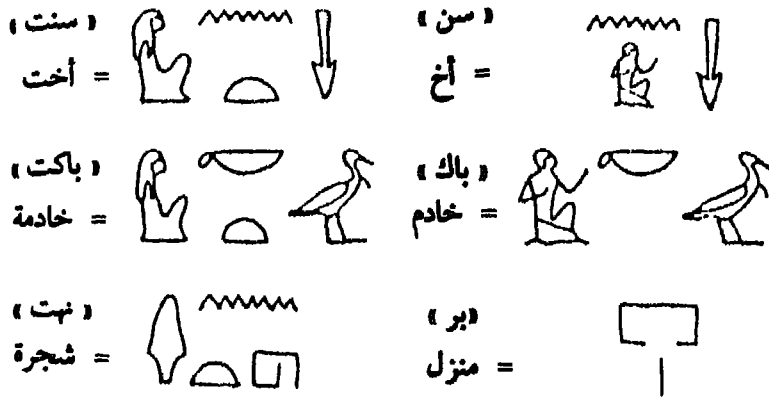 « سن »
= أخ
« سنت »
= أخت
« باك »
= خادم
« باكت »
= خادمة
« بر »
= منزل
« نهت »
= شجرة